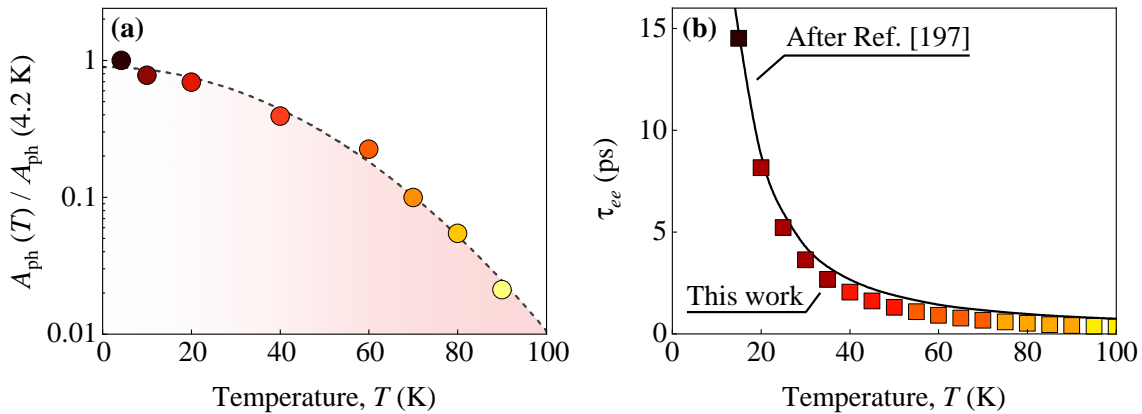 (a)
A_ph (T) / A_ph (4.2 K)
1
0.1
0.01
0 20 40 60 80 100
Temperature, T (K)
(b)
After Ref. [197]
This work
τ_ee (ps)
15
10
5
0
0 20 40 60 80 100
Temperature, T (K)